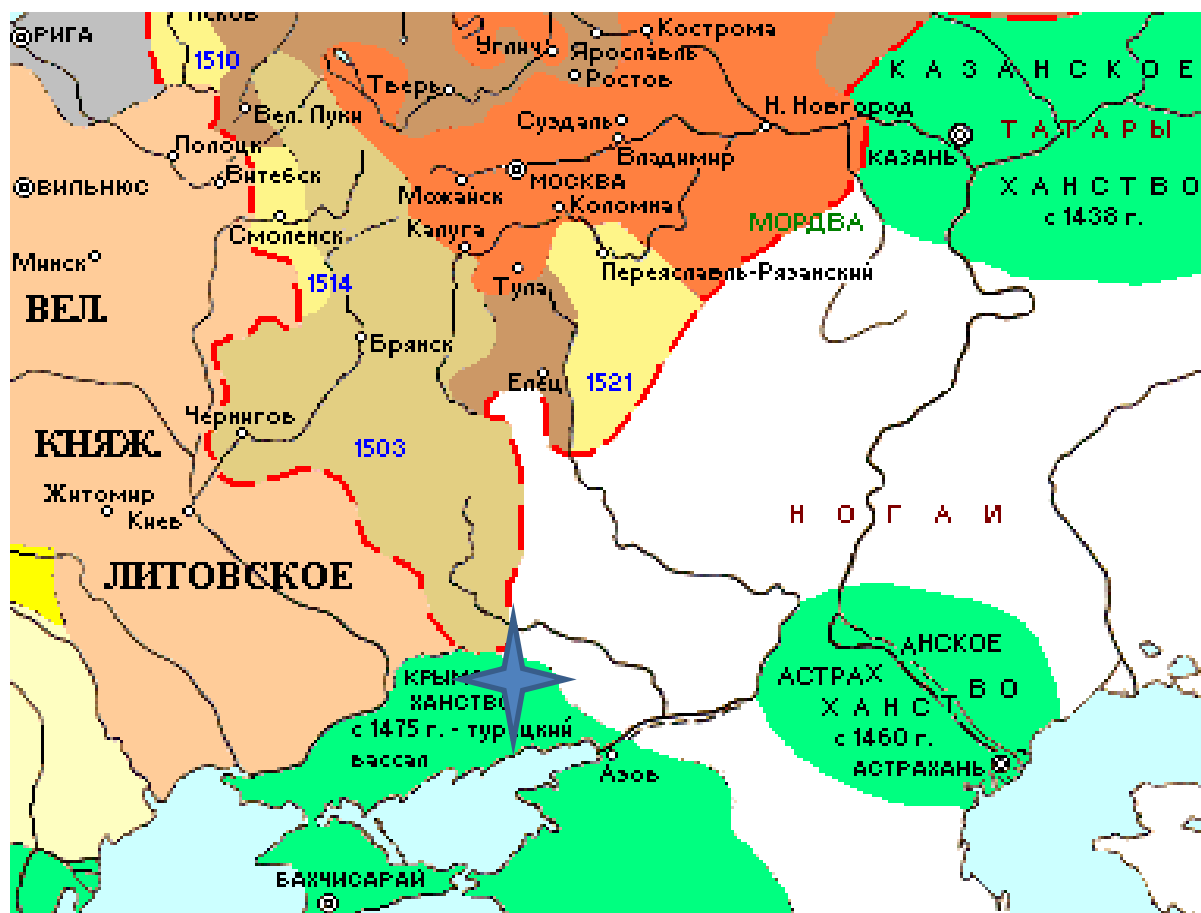 РИГА
Псков
1510
Углич
Ярославль
Кострома
Ростов
Тверь
Вел. Луки
Суздаль
Н. Новгород
Владимир
КАЗАНСКОЕ
ТАТАРЫ
КАЗАНЬ
ХАНСТВО
с 1438 г.
Полоцк
ВИЛЬНЮС
Витебск
Можайск
МОСКВА
Коломна
МОРДВА
Смоленск
Калуга
Минск
Переяславль-Рязанский
1514
Тула
ВЕЛ.
Брянск
Елец
1521
Чернигов
КНЯЖ.
1503
Житомир
Киев
НОГАИ
ЛИТОВСКОЕ
АСТРАХАНСКОЕ
ХАНСТВО
с 1460 г.
АСТРАХАНЬ
ХАНСТВО
с 1475 г. - турецкий
вассал
Азов
БАХЧИСАРАЙ